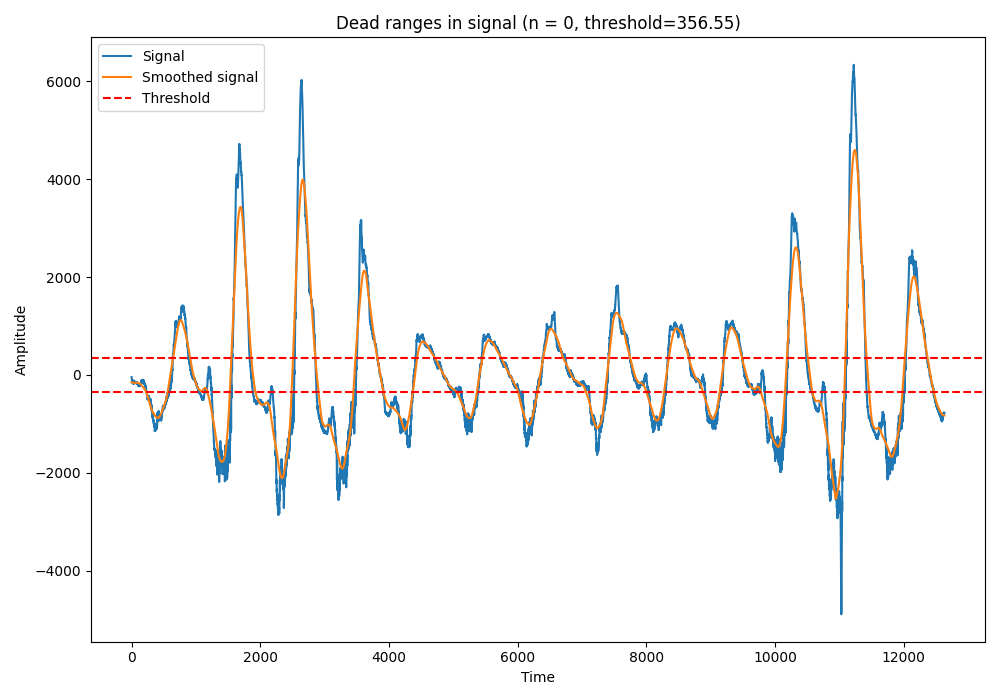 Dead ranges in signal (n = 0, threshold=356.55)
Signal
Smoothed signal
Threshold
6000
4000
2000
0
−2000
−4000
Amplitude
0 2000 4000 6000 8000 10000 12000
Time